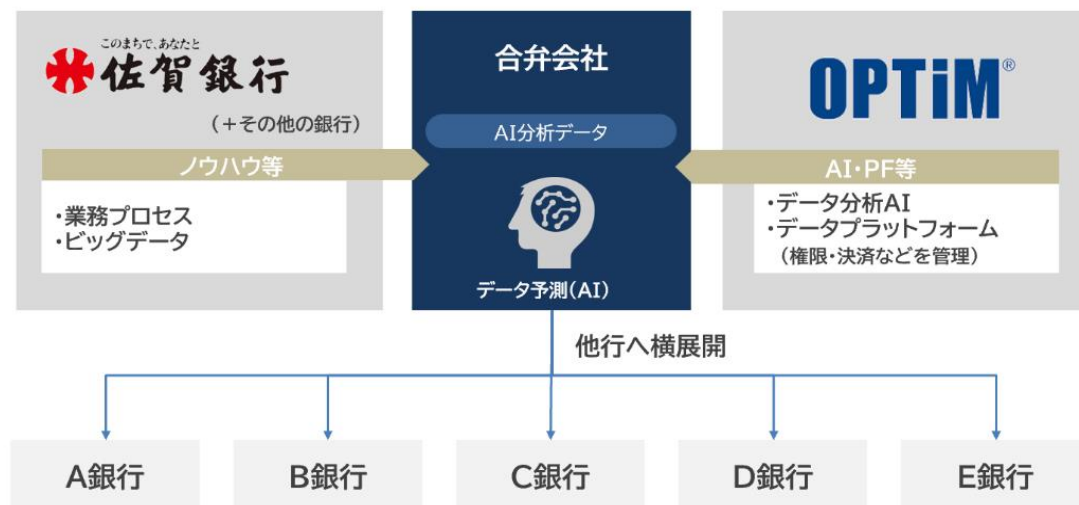 このまちで、あなたと
佐賀銀行
(+その他の銀行)
ノウハウ等
・業務プロセス
・ビッグデータ
合弁会社
AI分析データ
データ予測(AI)
OPTiM®
AI・PF等
・データ分析AI
・データプラットフォーム
(権限・決済などを管理)
他行へ横展開
A銀行
B銀行
C銀行
D銀行
E銀行